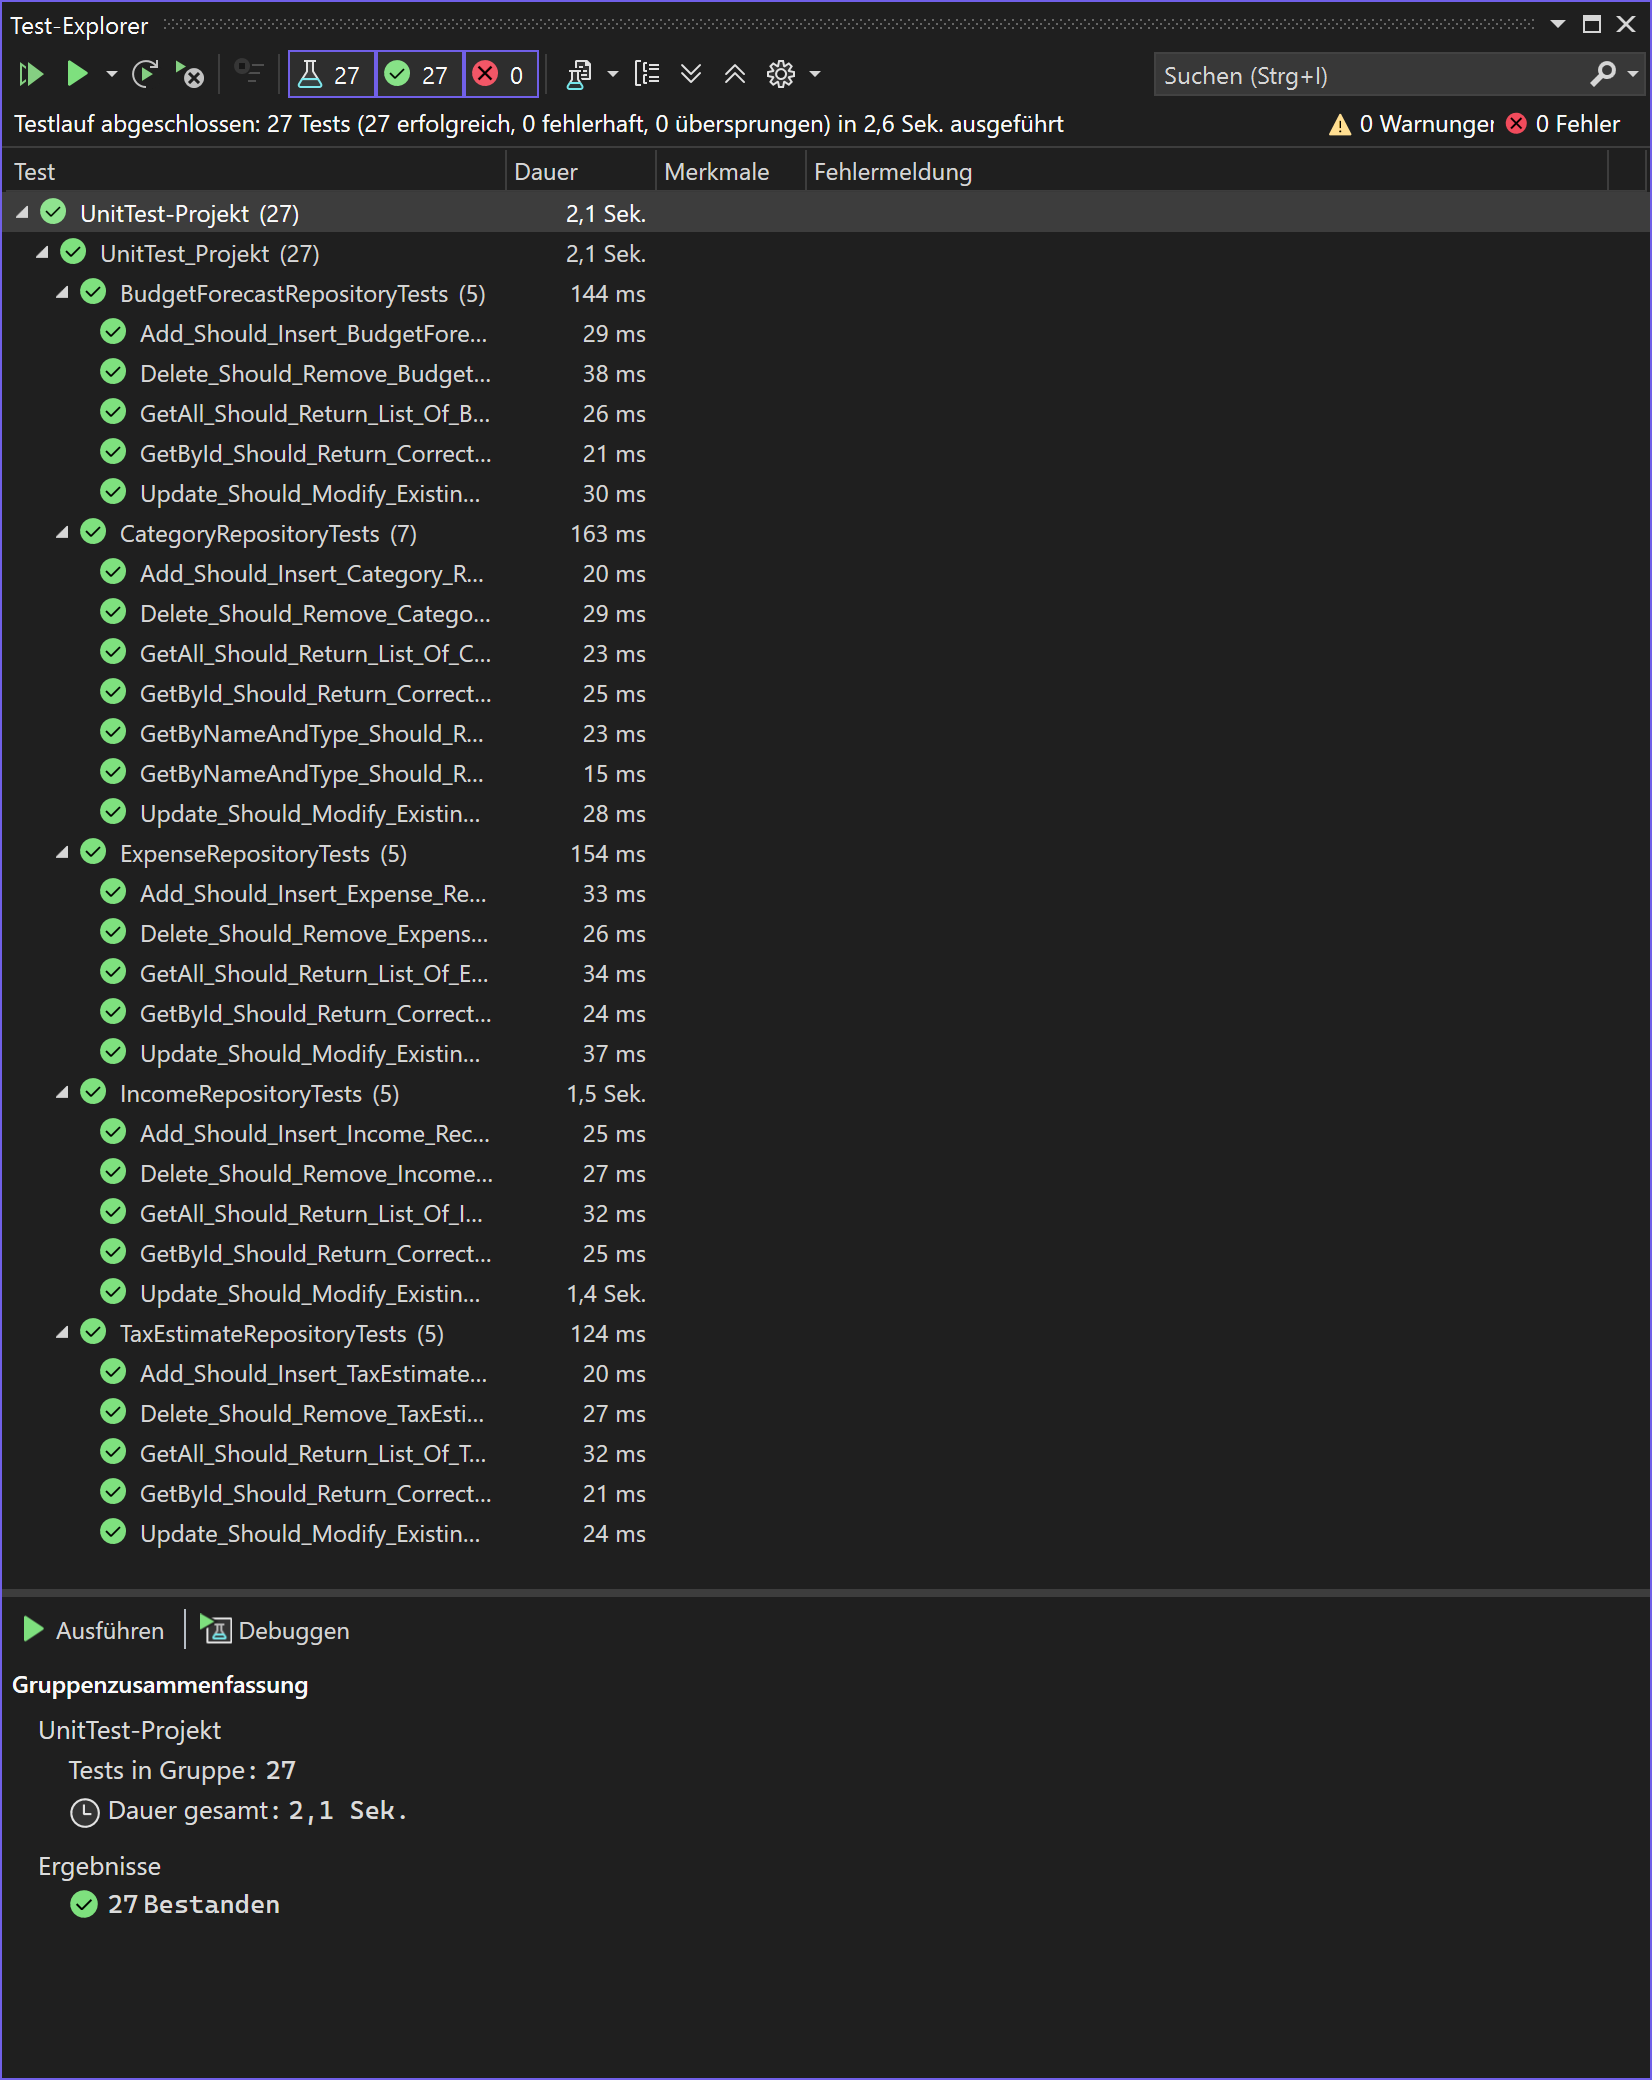 Test-Explorer
27 27 0 Suchen (Strg+I)
Testlauf abgeschlossen: 27 Tests (27 erfolgreich, 0 fehlerhaft, 0 übersprungen) in 2,6 Sek. ausgeführt 0 Warnunger 0 Fehler
Test Dauer Merkmale Fehlermeldung
UnitTest-Projekt (27) 2,1 Sek.
UnitTest_Projekt (27) 2,1 Sek.
BudgetForecastRepositoryTests (5) 144 ms
Add_Should_Insert_BudgetFore... 29 ms
Delete_Should_Remove_Budget... 38 ms
GetAll_Should_Return_List_Of_B... 26 ms
GetById_Should_Return_Correct... 21 ms
Update_Should_Modify_Existin... 30 ms
CategoryRepositoryTests (7) 163 ms
Add_Should_Insert_Category_R... 20 ms
Delete_Should_Remove_Catego... 29 ms
GetAll_Should_Return_List_Of_C... 23 ms
GetById_Should_Return_Correct... 25 ms
GetByNameAndType_Should_R... 23 ms
GetByNameAndType_Should_R... 15 ms
Update_Should_Modify_Existin... 28 ms
ExpenseRepositoryTests (5) 154 ms
Add_Should_Insert_Expense_Re... 33 ms
Delete_Should_Remove_Expens... 26 ms
GetAll_Should_Return_List_Of_E... 34 ms
GetById_Should_Return_Correct... 24 ms
Update_Should_Modify_Existin... 37 ms
IncomeRepositoryTests (5) 1,5 Sek.
Add_Should_Insert_Income_Rec... 25 ms
Delete_Should_Remove_Income... 27 ms
GetAll_Should_Return_List_Of_I... 32 ms
GetById_Should_Return_Correct... 25 ms
Update_Should_Modify_Existin... 1,4 Sek.
TaxEstimateRepositoryTests (5) 124 ms
Add_Should_Insert_TaxEstimate... 20 ms
Delete_Should_Remove_TaxEsti... 27 ms
GetAll_Should_Return_List_Of_T... 32 ms
GetById_Should_Return_Correct... 21 ms
Update_Should_Modify_Existin... 24 ms
Ausführen Debuggen
Gruppenzusammenfassung
UnitTest-Projekt
Tests in Gruppe: 27
Dauer gesamt: 2,1 Sek.
Ergebnisse
27 Bestanden